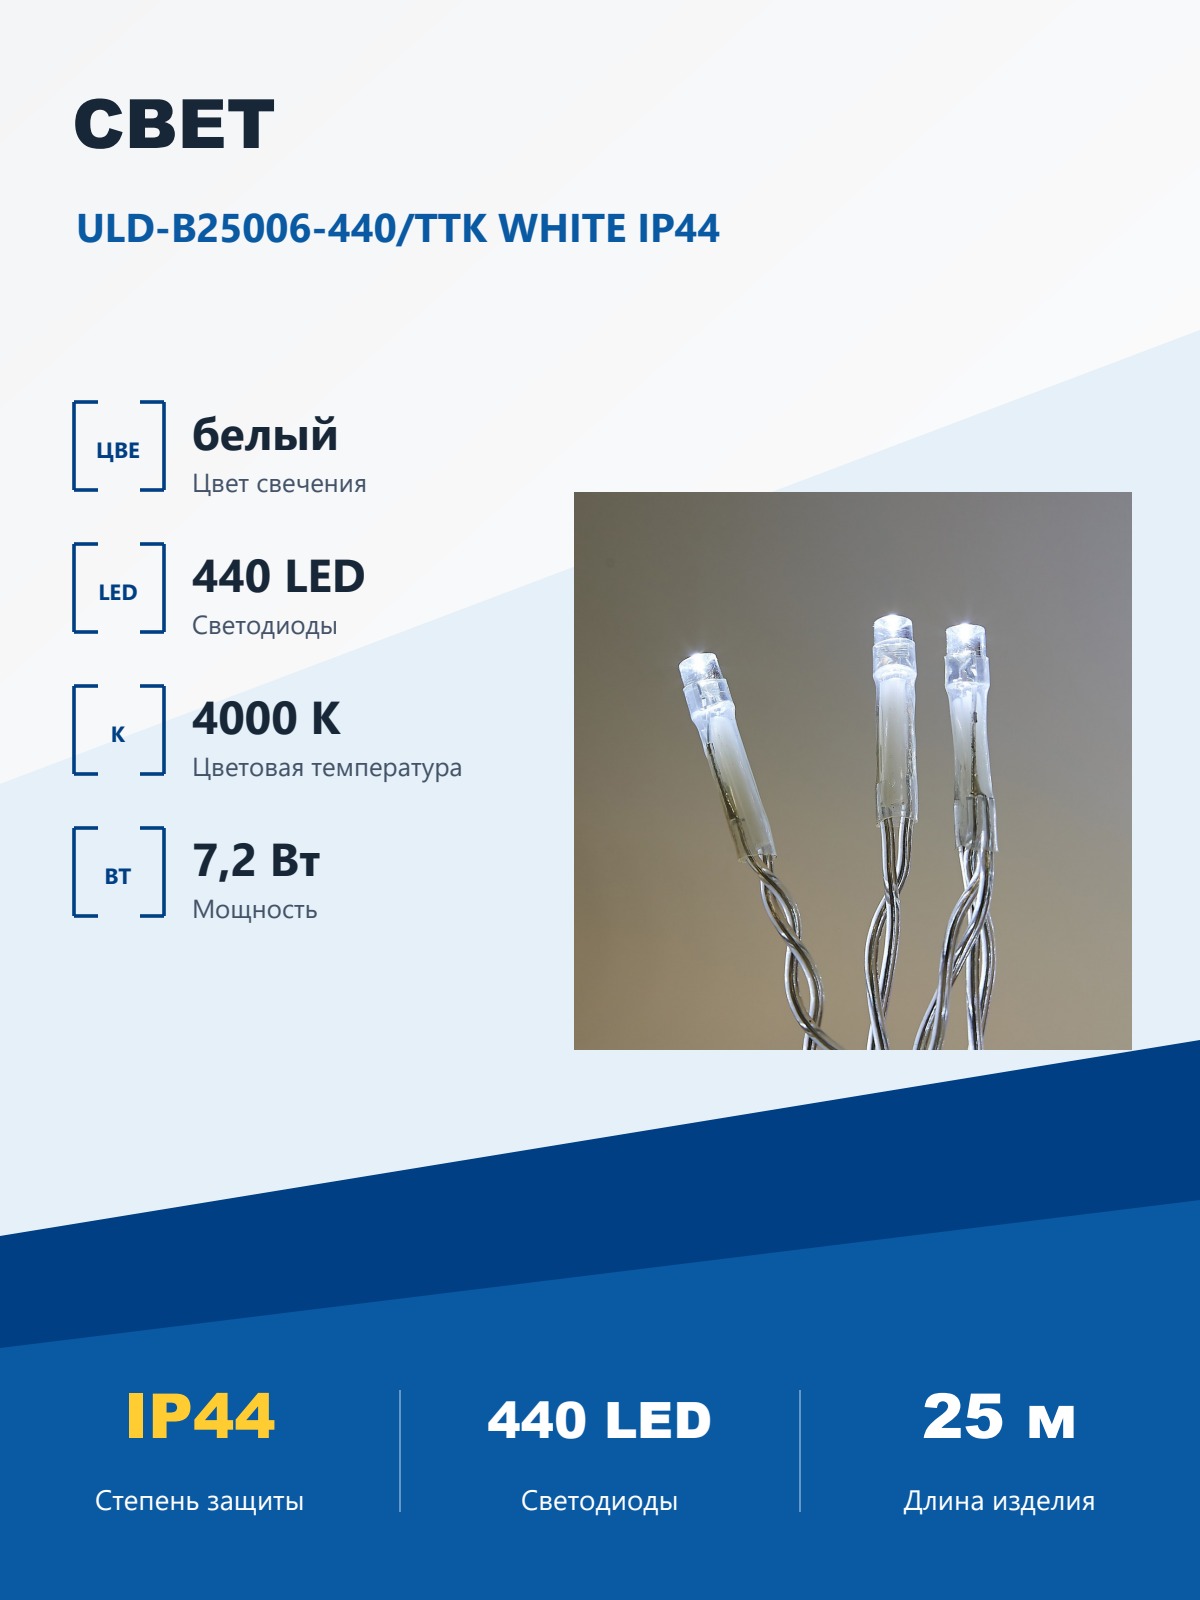 СВЕТ
ULD-B25006-440/TTK WHITE IP44
ЦВЕ
белый
Цвет свечения
LED
440 LED
Светодиоды
К
4000 К
Цветовая температура
ВТ
7,2 Вт
Мощность
IP44
Степень защиты
440 LED
Светодиоды
25 м
Длина изделия